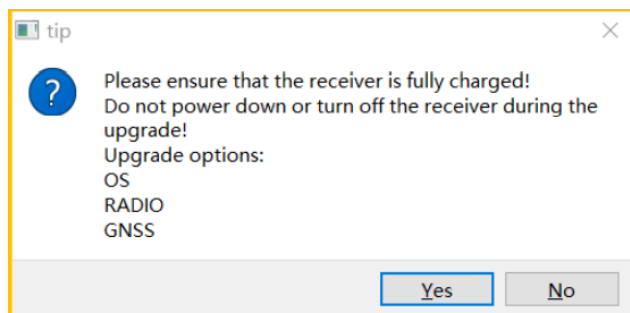 tip
Please ensure that the receiver is fully charged!
Do not power down or turn off the receiver during the
upgrade!
Upgrade options:
OS
RADIO
GNSS
Yes
No